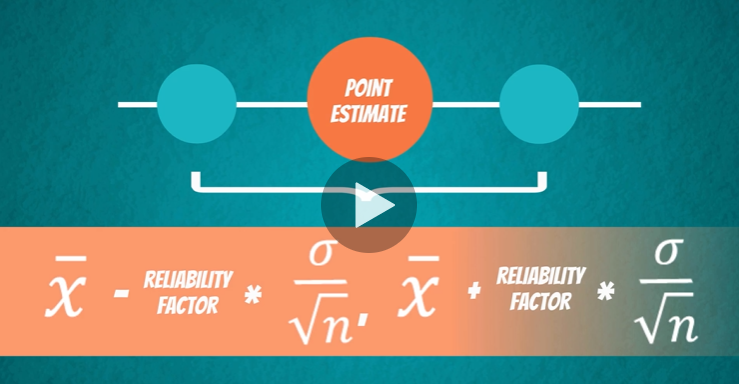 POINT
ESTIMATE
x̄ - RELIABILITY FACTOR * σ/√n, x̄ + RELIABILITY FACTOR * σ/√n